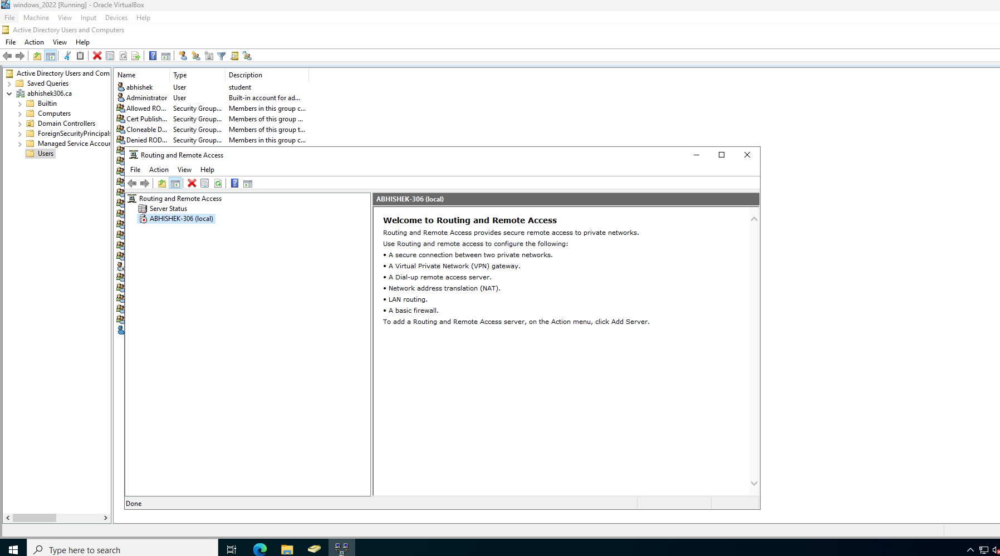 windows_2022 [Running] - Oracle VirtualBox
File Machine View Input Devices Help
Active Directory Users and Computers
File Action View Help
Active Directory Users and Com
Saved Queries
abhishek306.ca
Builtin
Computers
Domain Controllers
ForeignSecurityPrincipals
Managed Service Accour
Users
Name Type Description
abhishek User student
Administrator User Built-in account for ad...
Allowed RO... Security Group... Members in this group c...
Cert Publish... Security Group... Members of this group ...
Cloneable D... Security Group... Members of this group t...
Denied ROD... Security Group... Members in this group c...
Routing and Remote Access
File Action View Help
Routing and Remote Access
Server Status
ABHISHEK-306 (local)
ABHISHEK-306 (local)
Welcome to Routing and Remote Access
Routing and Remote Access provides secure remote access to private networks.
Use Routing and remote access to configure the following:
• A secure connection between two private networks.
• A Virtual Private Network (VPN) gateway.
• A Dial-up remote access server.
• Network address translation (NAT).
• LAN routing.
• A basic firewall.
To add a Routing and Remote Access server, on the Action menu, click Add Server.
Done
Type here to search